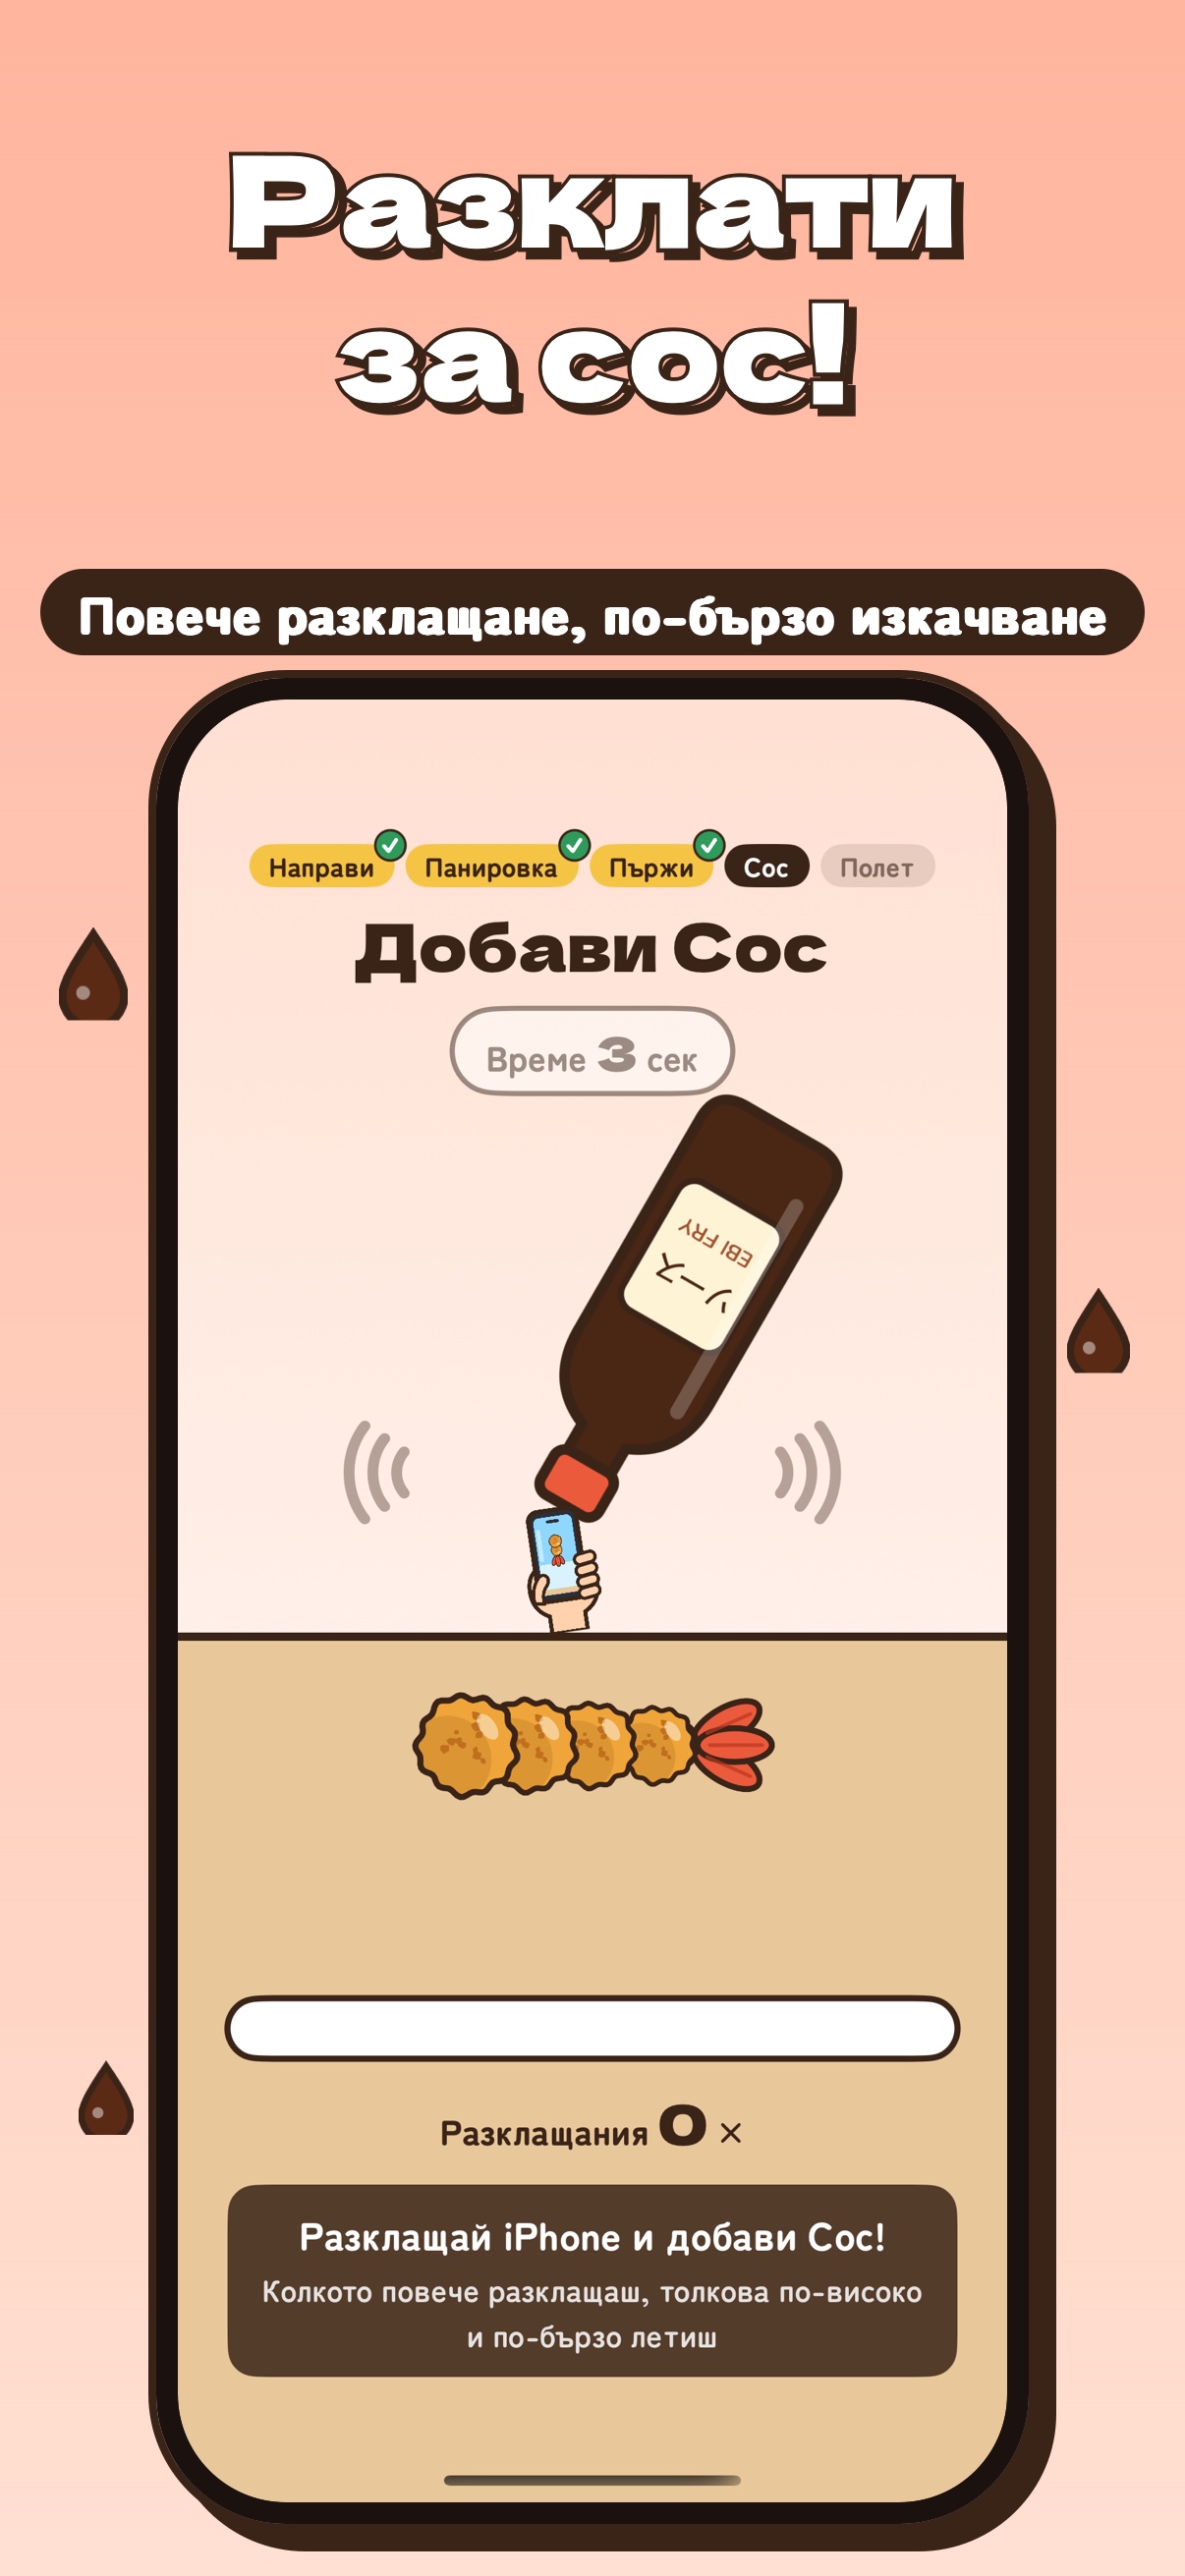 Разклати
за сос!
Повече разклащане, по-бързо изкачване
Направи
Панировка
Пържи
Сос
Полет
Добави Сос
Време 3 сек
EBI FRY
ソース
Разклащания 0 ×
Разклащай iPhone и добави Сос!
Колкото повече разклащаш, толкова по-високо
и по-бързо летиш